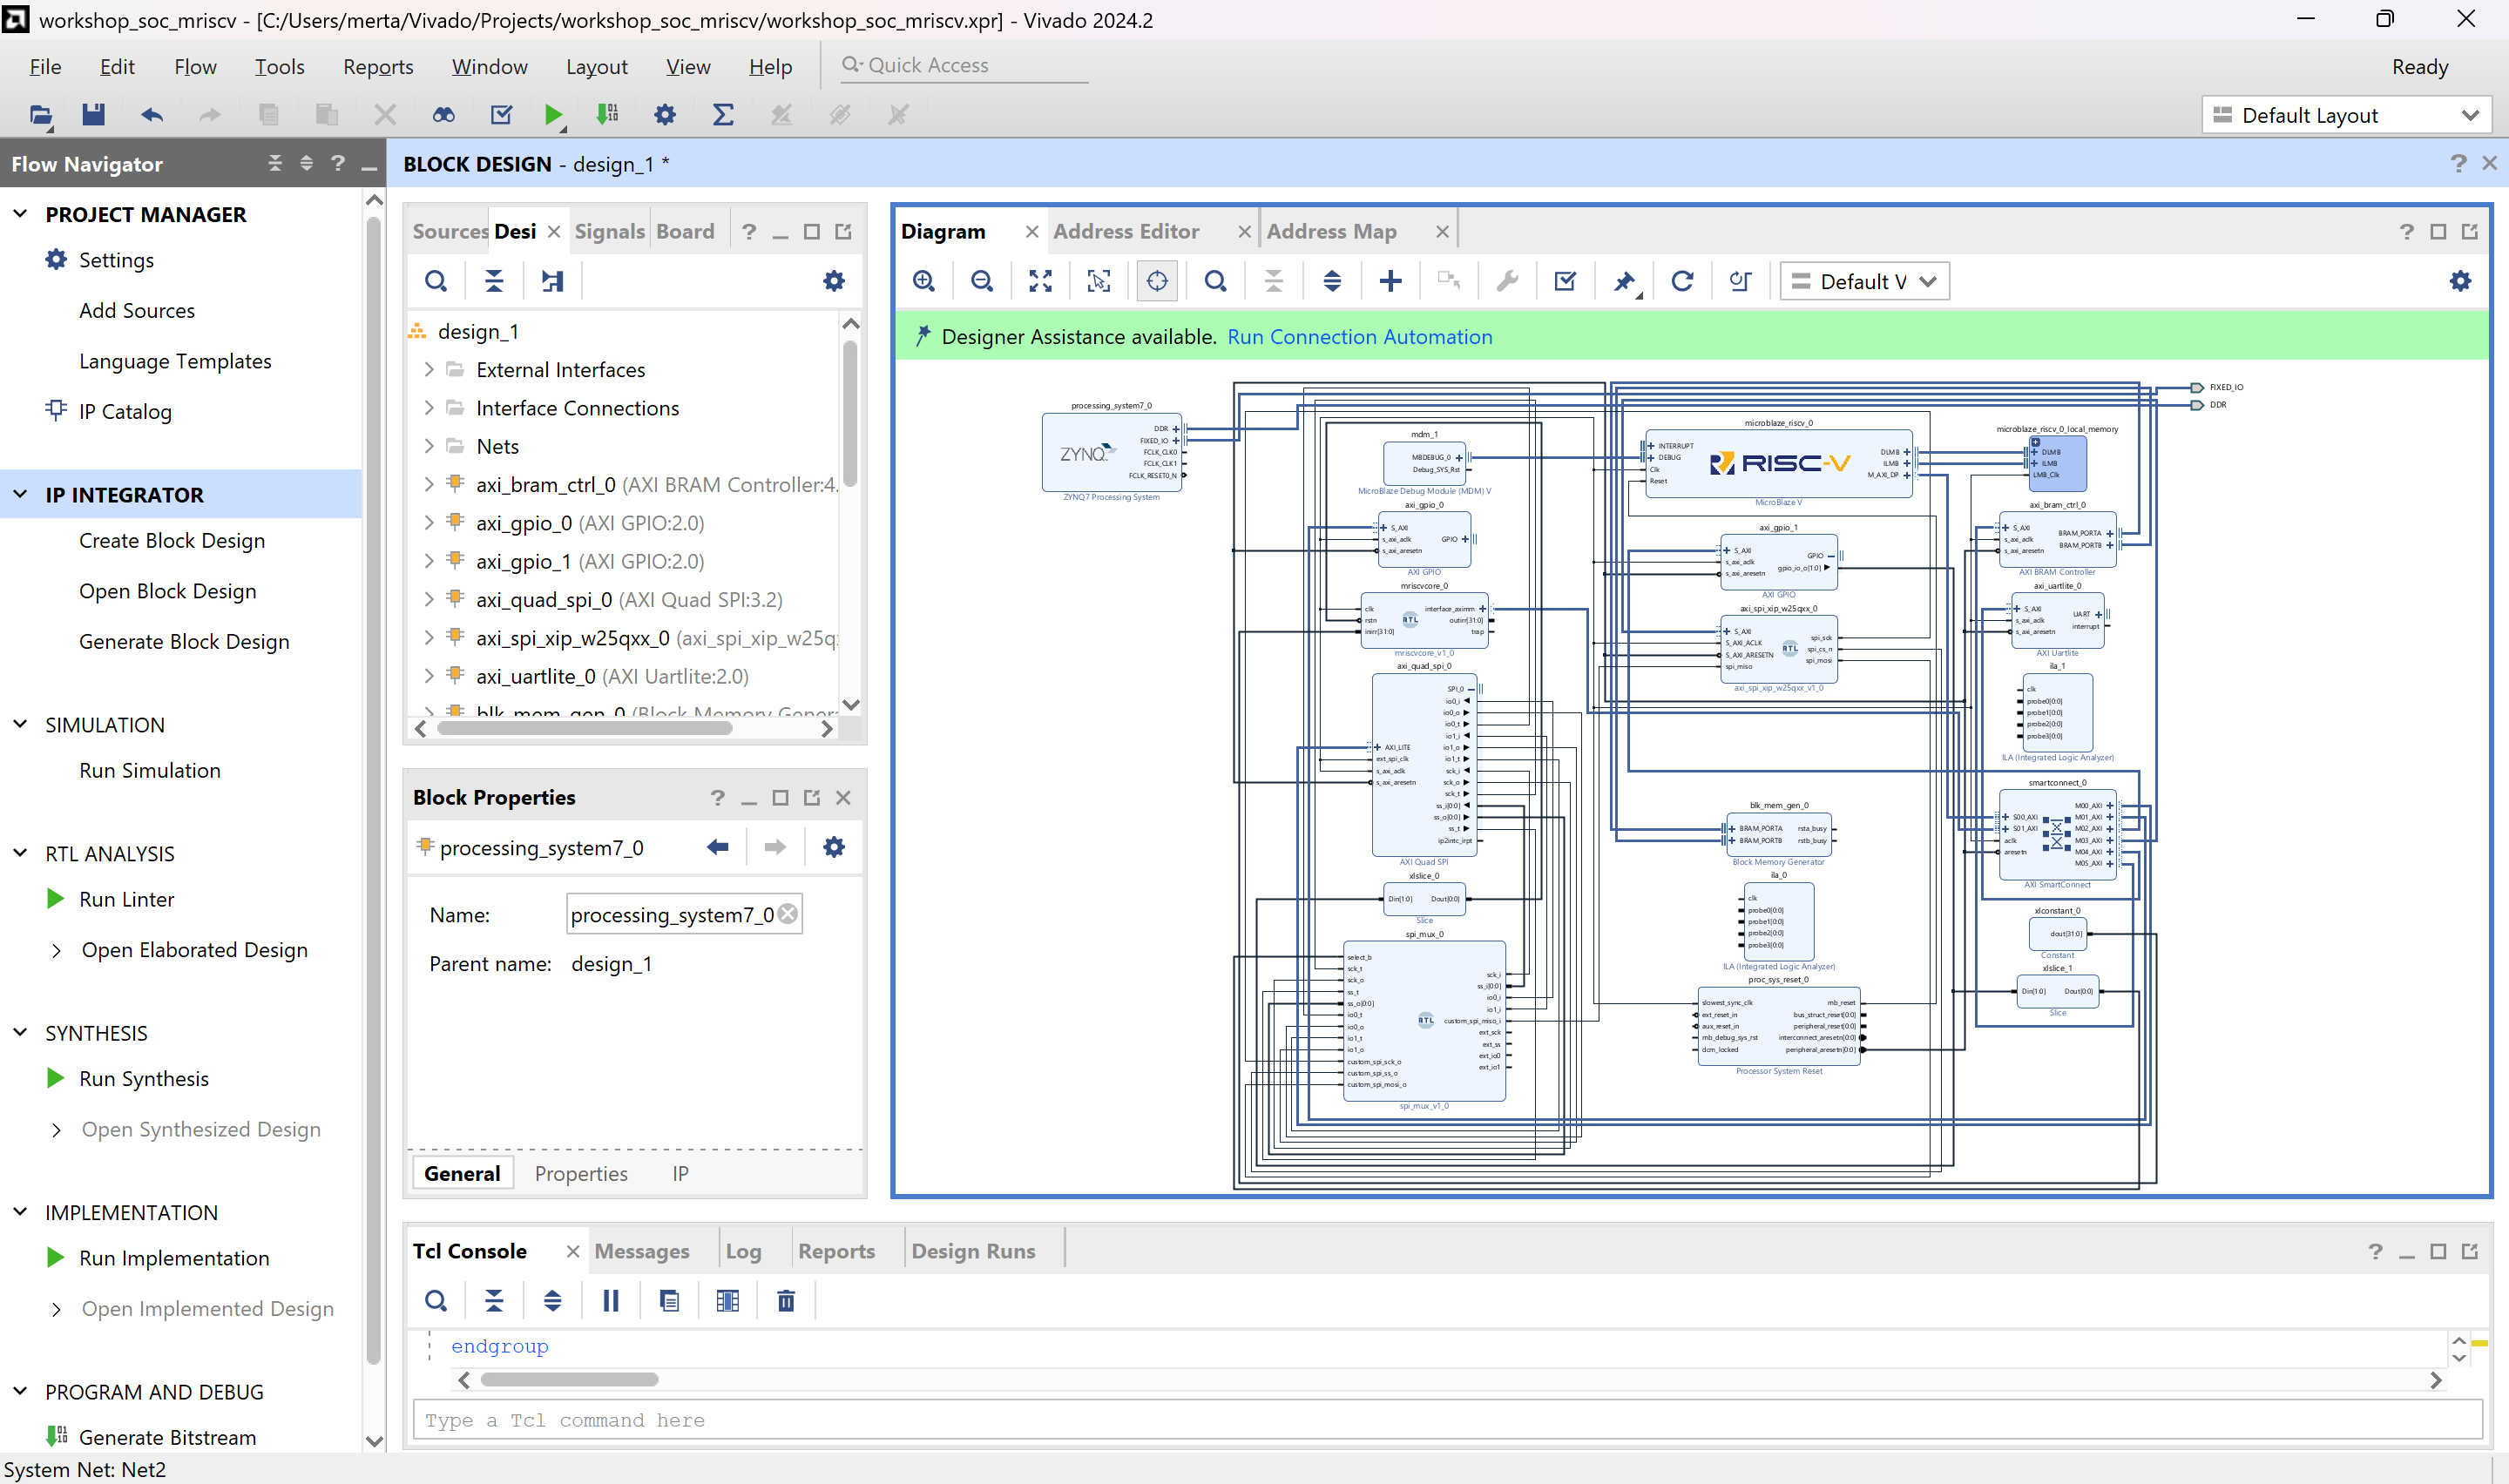 workshop_soc_mriscv - [C:/Users/merta/Vivado/Projects/workshop_soc_mriscv/workshop_soc_mriscv.xpr] - Vivado 2024.2
File Edit Flow Tools Reports Window Layout View Help Quick Access Ready
Default Layout
Flow Navigator
PROJECT MANAGER
Settings
Add Sources
Language Templates
IP Catalog
IP INTEGRATOR
Create Block Design
Open Block Design
Generate Block Design
SIMULATION
Run Simulation
RTL ANALYSIS
Run Linter
Open Elaborated Design
SYNTHESIS
Run Synthesis
Open Synthesized Design
IMPLEMENTATION
Run Implementation
Open Implemented Design
PROGRAM AND DEBUG
Generate Bitstream
BLOCK DESIGN - design_1 *
Sources Desi Signals Board
design_1
External Interfaces
Interface Connections
Nets
axi_bram_ctrl_0 (AXI BRAM Controller:4.
axi_gpio_0 (AXI GPIO:2.0)
axi_gpio_1 (AXI GPIO:2.0)
axi_quad_spi_0 (AXI Quad SPI:3.2)
axi_spi_xip_w25qxx_0 (axi_spi_xip_w25q
axi_uartlite_0 (AXI Uartlite:2.0)
blk_mem_gen_0 (Block Memory Gener
Block Properties
processing_system7_0
Name: processing_system7_0
Parent name: design_1
General Properties IP
Diagram Address Editor Address Map
Default V
Designer Assistance available. Run Connection Automation
processing_system7_0
ZYNQ
DDR
FIXED_IO
FCLK_CLK0
FCLK_CLK1
FCLK_RESET0_N
ZYNQ7 Processing System
mdm_1
MBDEBUG_0
Debug_SYS_Rst
MicroBlaze Debug Module (MDM) V
axi_gpio_0
S_AXI
s_axi_aclk
s_axi_aresetn
GPIO
AXI GPIO
mriscvcore_0
clk
rstn
inirr[31:0]
RTL
interface_aximm
outirr[31:0]
trap
mriscvcore_v1_0
axi_quad_spi_0
AXI_LITE
ext_spi_clk
s_axi_aclk
s_axi_aresetn
SPI_0
io0_i
io0_o
io0_t
io1_i
io1_o
io1_t
sck_i
sck_o
sck_t
ss_i[0:0]
ss_o[0:0]
ss_t
ip2intc_irpt
AXI Quad SPI
xlslice_0
Din[1:0] Dout[0:0]
Slice
spi_mux_0
select_b
sck_t
sck_o
ss_t
ss_o[0:0]
io0_t
io0_o
io1_t
io1_o
custom_spi_sck_o
custom_spi_ss_o
custom_spi_mosi_o
RTL
sck_i
ss_i[0:0]
io0_i
io1_i
custom_spi_miso_i
ext_sck
ext_ss
ext_io0
ext_io1
spi_mux_v1_0
microblaze_riscv_0
INTERRUPT
DEBUG
Clk
Reset
RISC-V
DLMB
ILMB
M_AXI_DP
MicroBlaze V
axi_gpio_1
S_AXI
s_axi_aclk
s_axi_aresetn
GPIO
gpio_io_o[1:0]
AXI GPIO
axi_spi_xip_w25qxx_0
S_AXI
S_AXI_ACLK
S_AXI_ARESETN
spi_miso
RTL
spi_sck
spi_cs_n
spi_mosi
axi_spi_xip_w25qxx_v1_0
blk_mem_gen_0
BRAM_PORTA
BRAM_PORTB
rsta_busy
rstb_busy
Block Memory Generator
ila_0
clk
probe0[0:0]
probe1[0:0]
probe2[0:0]
probe3[0:0]
ILA (Integrated Logic Analyzer)
proc_sys_reset_0
slowest_sync_clk
ext_reset_in
aux_reset_in
mb_debug_sys_rst
dcm_locked
mb_reset
bus_struct_reset[0:0]
peripheral_reset[0:0]
interconnect_aresetn[0:0]
peripheral_aresetn[0:0]
Processor System Reset
FIXED_IO
DDR
microblaze_riscv_0_local_memory
DLMB
ILMB
LMB_Clk
axi_bram_ctrl_0
S_AXI
s_axi_aclk
s_axi_aresetn
BRAM_PORTA
BRAM_PORTB
AXI BRAM Controller
axi_uartlite_0
S_AXI
s_axi_aclk
s_axi_aresetn
UART
interrupt
AXI Uartlite
ila_1
clk
probe0[0:0]
probe1[0:0]
probe2[0:0]
probe3[0:0]
ILA (Integrated Logic Analyzer)
smartconnect_0
S00_AXI
S01_AXI
aclk
aresetn
M00_AXI
M01_AXI
M02_AXI
M03_AXI
M04_AXI
M05_AXI
AXI SmartConnect
xlconstant_0
dout[31:0]
Constant
xlslice_1
Din[1:0] Dout[0:0]
Slice
Tcl Console Messages Log Reports Design Runs
endgroup
Type a Tcl command here
System Net: Net2